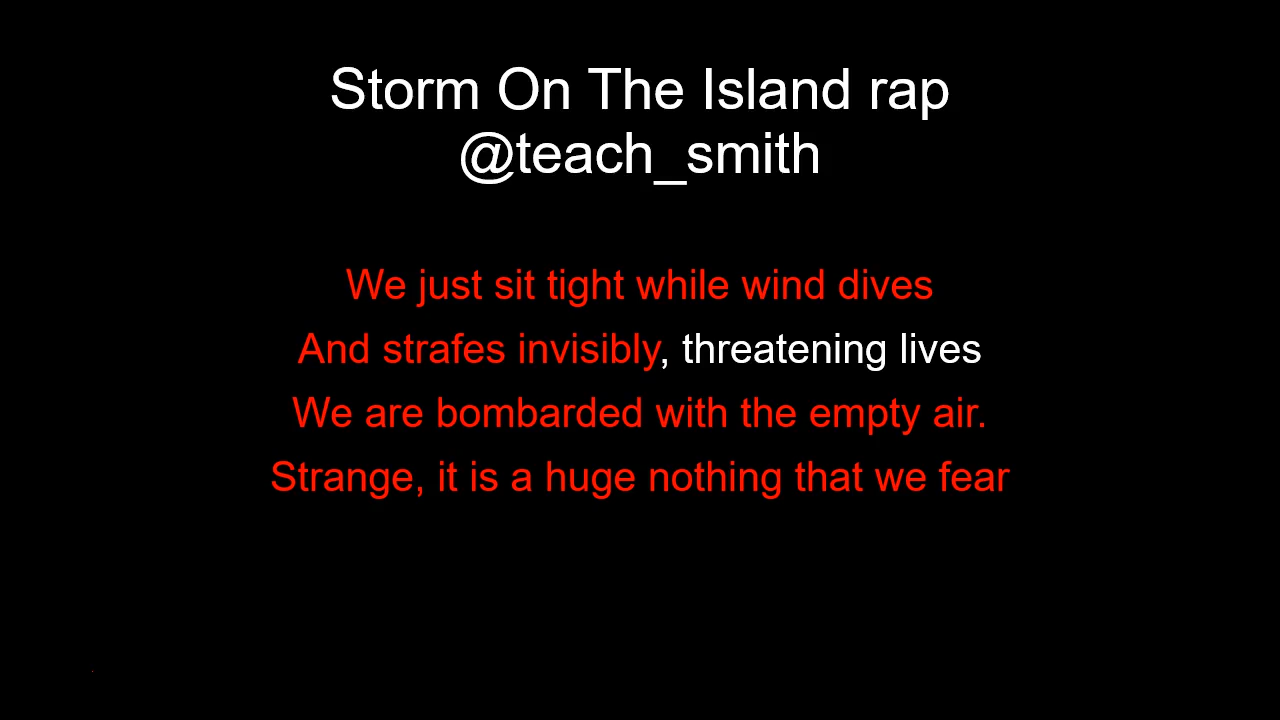 Storm On The Island rap
@teach_smith
We just sit tight while wind dives
And strafes invisibly, threatening lives
We are bombarded with the empty air.
Strange, it is a huge nothing that we fear